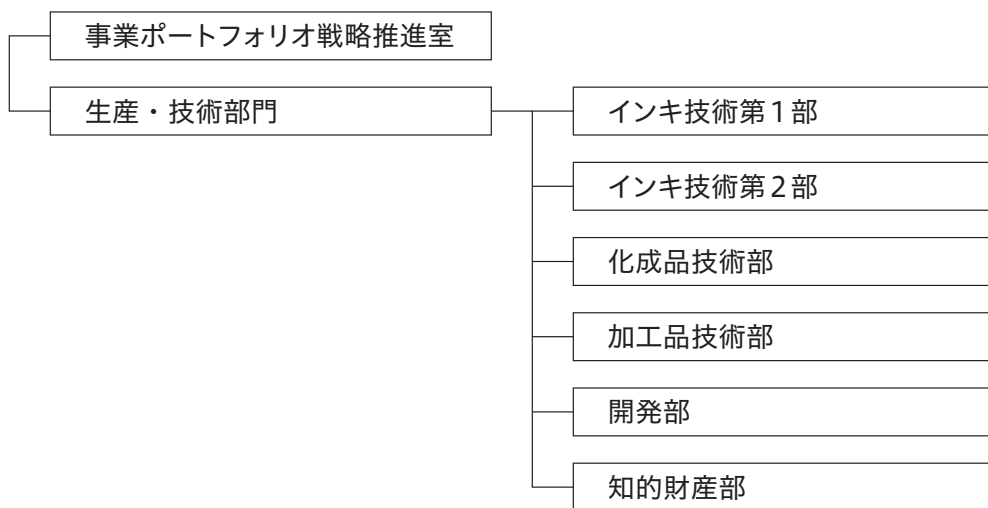 事業ポートフォリオ戦略推進室
生産・技術部門
インキ技術第1部
インキ技術第2部
化成品技術部
加工品技術部
開発部
知的財産部